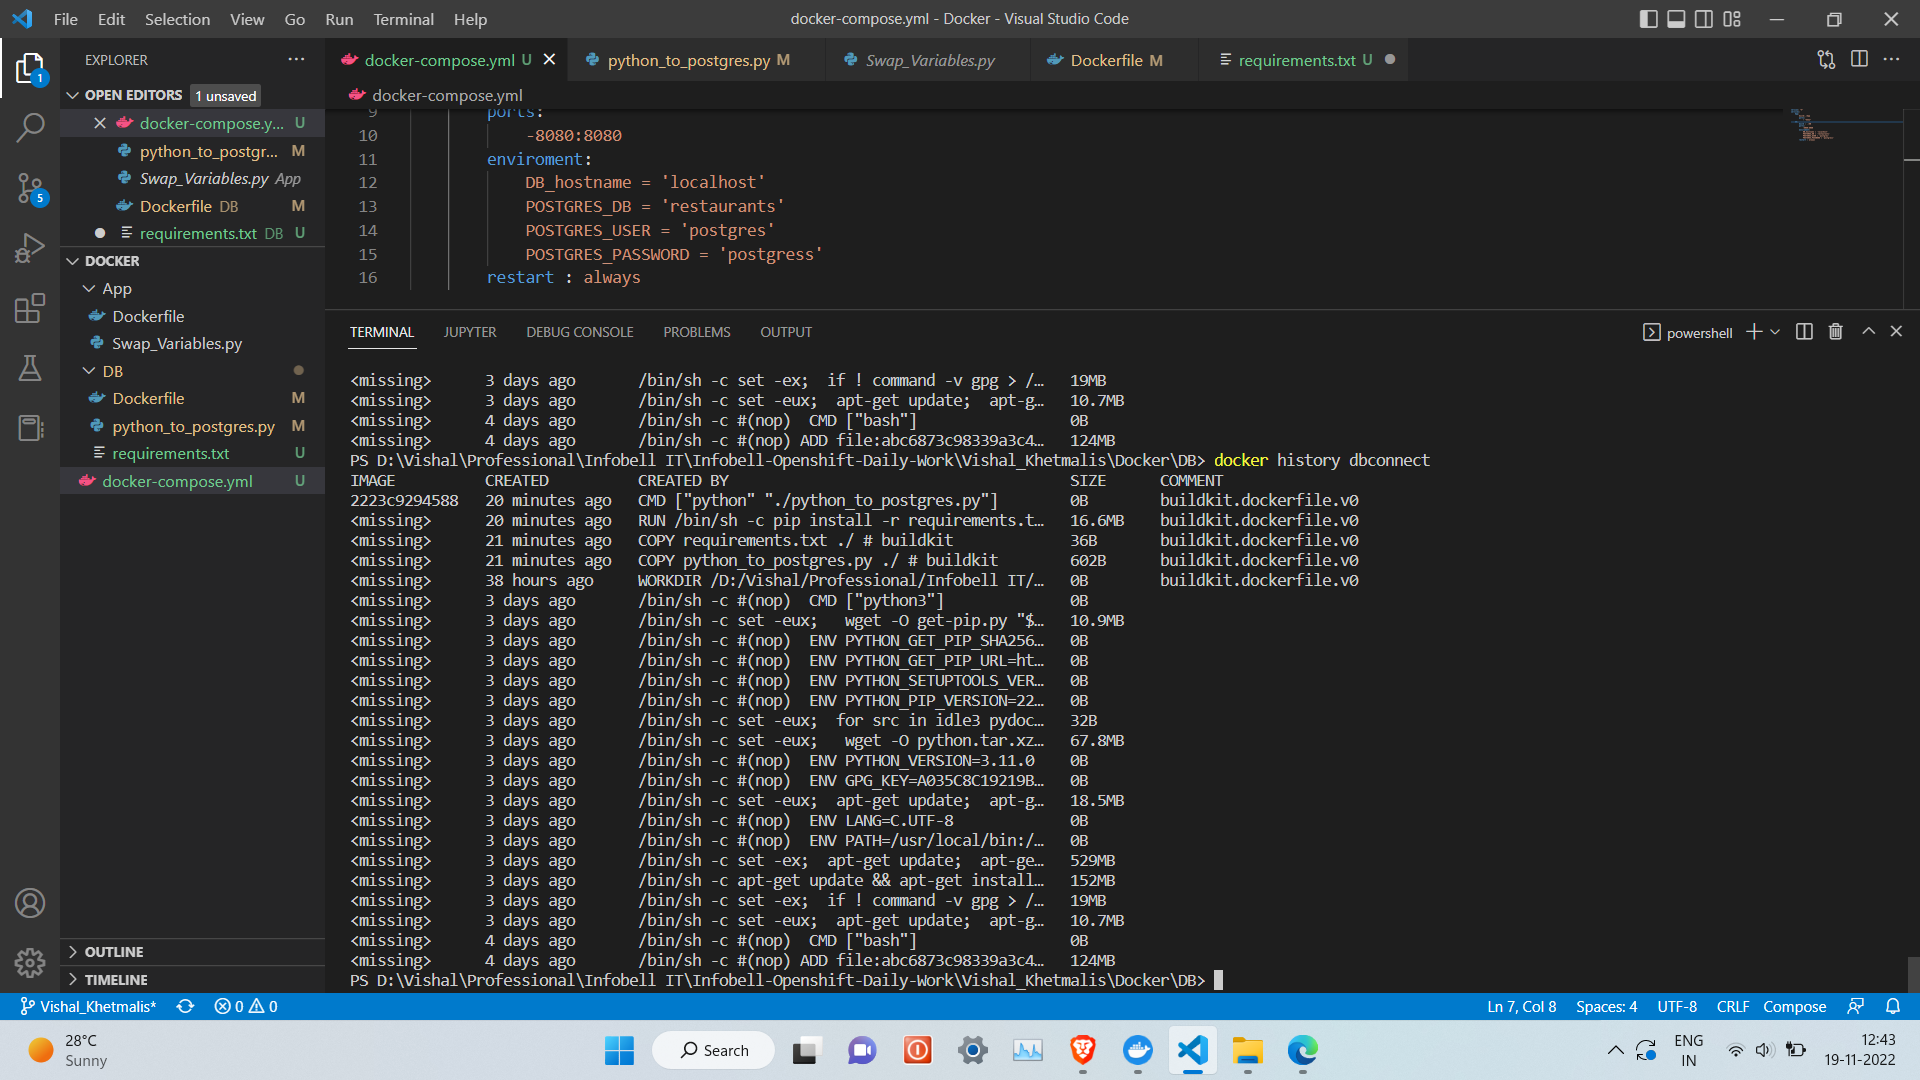 File Edit Selection View Go Run Terminal Help
docker-compose.yml - Docker - Visual Studio Code
EXPLORER
docker-compose.yml U
python_to_postgres.py M
Swap_Variables.py
Dockerfile M
requirements.txt U
OPEN EDITORS 1 unsaved
docker-compose.y... U
python_to_postgr... M
Swap_Variables.py App
Dockerfile DB M
requirements.txt DB U
DOCKER
App
Dockerfile
Swap_Variables.py
DB
Dockerfile M
python_to_postgres.py M
requirements.txt U
docker-compose.yml U
OUTLINE
TIMELINE
1
5
docker-compose.yml
9 ports:
10 -8080:8080
11 enviroment:
12 DB_hostname = 'localhost'
13 POSTGRES_DB = 'restaurants'
14 POSTGRES_USER = 'postgres'
15 POSTGRES_PASSWORD = 'postgress'
16 restart : always
TERMINAL JUPYTER DEBUG CONSOLE PROBLEMS OUTPUT
powershell
<missing> 3 days ago /bin/sh -c set -ex;  if ! command -v gpg > /… 19MB
<missing> 3 days ago /bin/sh -c set -eux;  apt-get update;  apt-g… 10.7MB
<missing> 4 days ago /bin/sh -c #(nop)  CMD ["bash"] 0B
<missing> 4 days ago /bin/sh -c #(nop) ADD file:abc6873c98339a3c4… 124MB
PS D:\Vishal\Professional\Infobell IT\Infobell-Openshift-Daily-Work\Vishal_Khetmalis\Docker\DB> docker history dbconnect
IMAGE CREATED CREATED BY SIZE COMMENT
2223c9294588 20 minutes ago CMD ["python" "./python_to_postgres.py"] 0B buildkit.dockerfile.v0
<missing> 20 minutes ago RUN /bin/sh -c pip install -r requirements.t… 16.6MB buildkit.dockerfile.v0
<missing> 21 minutes ago COPY requirements.txt ./ # buildkit 36B buildkit.dockerfile.v0
<missing> 21 minutes ago COPY python_to_postgres.py ./ # buildkit 602B buildkit.dockerfile.v0
<missing> 38 hours ago WORKDIR /D:/Vishal/Professional/Infobell IT/… 0B buildkit.dockerfile.v0
<missing> 3 days ago /bin/sh -c #(nop)  CMD ["python3"] 0B
<missing> 3 days ago /bin/sh -c set -eux;   wget -O get-pip.py "$… 10.9MB
<missing> 3 days ago /bin/sh -c #(nop)  ENV PYTHON_GET_PIP_SHA256… 0B
<missing> 3 days ago /bin/sh -c #(nop)  ENV PYTHON_GET_PIP_URL=ht… 0B
<missing> 3 days ago /bin/sh -c #(nop)  ENV PYTHON_SETUPTOOLS_VER… 0B
<missing> 3 days ago /bin/sh -c #(nop)  ENV PYTHON_PIP_VERSION=22… 0B
<missing> 3 days ago /bin/sh -c set -eux;  for src in idle3 pydoc… 32B
<missing> 3 days ago /bin/sh -c set -eux;   wget -O python.tar.xz… 67.8MB
<missing> 3 days ago /bin/sh -c #(nop)  ENV PYTHON_VERSION=3.11.0 0B
<missing> 3 days ago /bin/sh -c #(nop)  ENV GPG_KEY=A035C8C19219B… 0B
<missing> 3 days ago /bin/sh -c set -eux;  apt-get update;  apt-g… 18.5MB
<missing> 3 days ago /bin/sh -c #(nop)  ENV LANG=C.UTF-8 0B
<missing> 3 days ago /bin/sh -c #(nop)  ENV PATH=/usr/local/bin:/… 0B
<missing> 3 days ago /bin/sh -c set -ex;  apt-get update;  apt-ge… 529MB
<missing> 3 days ago /bin/sh -c apt-get update && apt-get install… 152MB
<missing> 3 days ago /bin/sh -c set -ex;  if ! command -v gpg > /… 19MB
<missing> 3 days ago /bin/sh -c set -eux;  apt-get update;  apt-g… 10.7MB
<missing> 4 days ago /bin/sh -c #(nop)  CMD ["bash"] 0B
<missing> 4 days ago /bin/sh -c #(nop) ADD file:abc6873c98339a3c4… 124MB
PS D:\Vishal\Professional\Infobell IT\Infobell-Openshift-Daily-Work\Vishal_Khetmalis\Docker\DB>
Vishal_Khetmalis* 0 0
Ln 7, Col 8 Spaces: 4 UTF-8 CRLF Compose
28°C
Sunny
Search
ENG
IN
12:43
19-11-2022